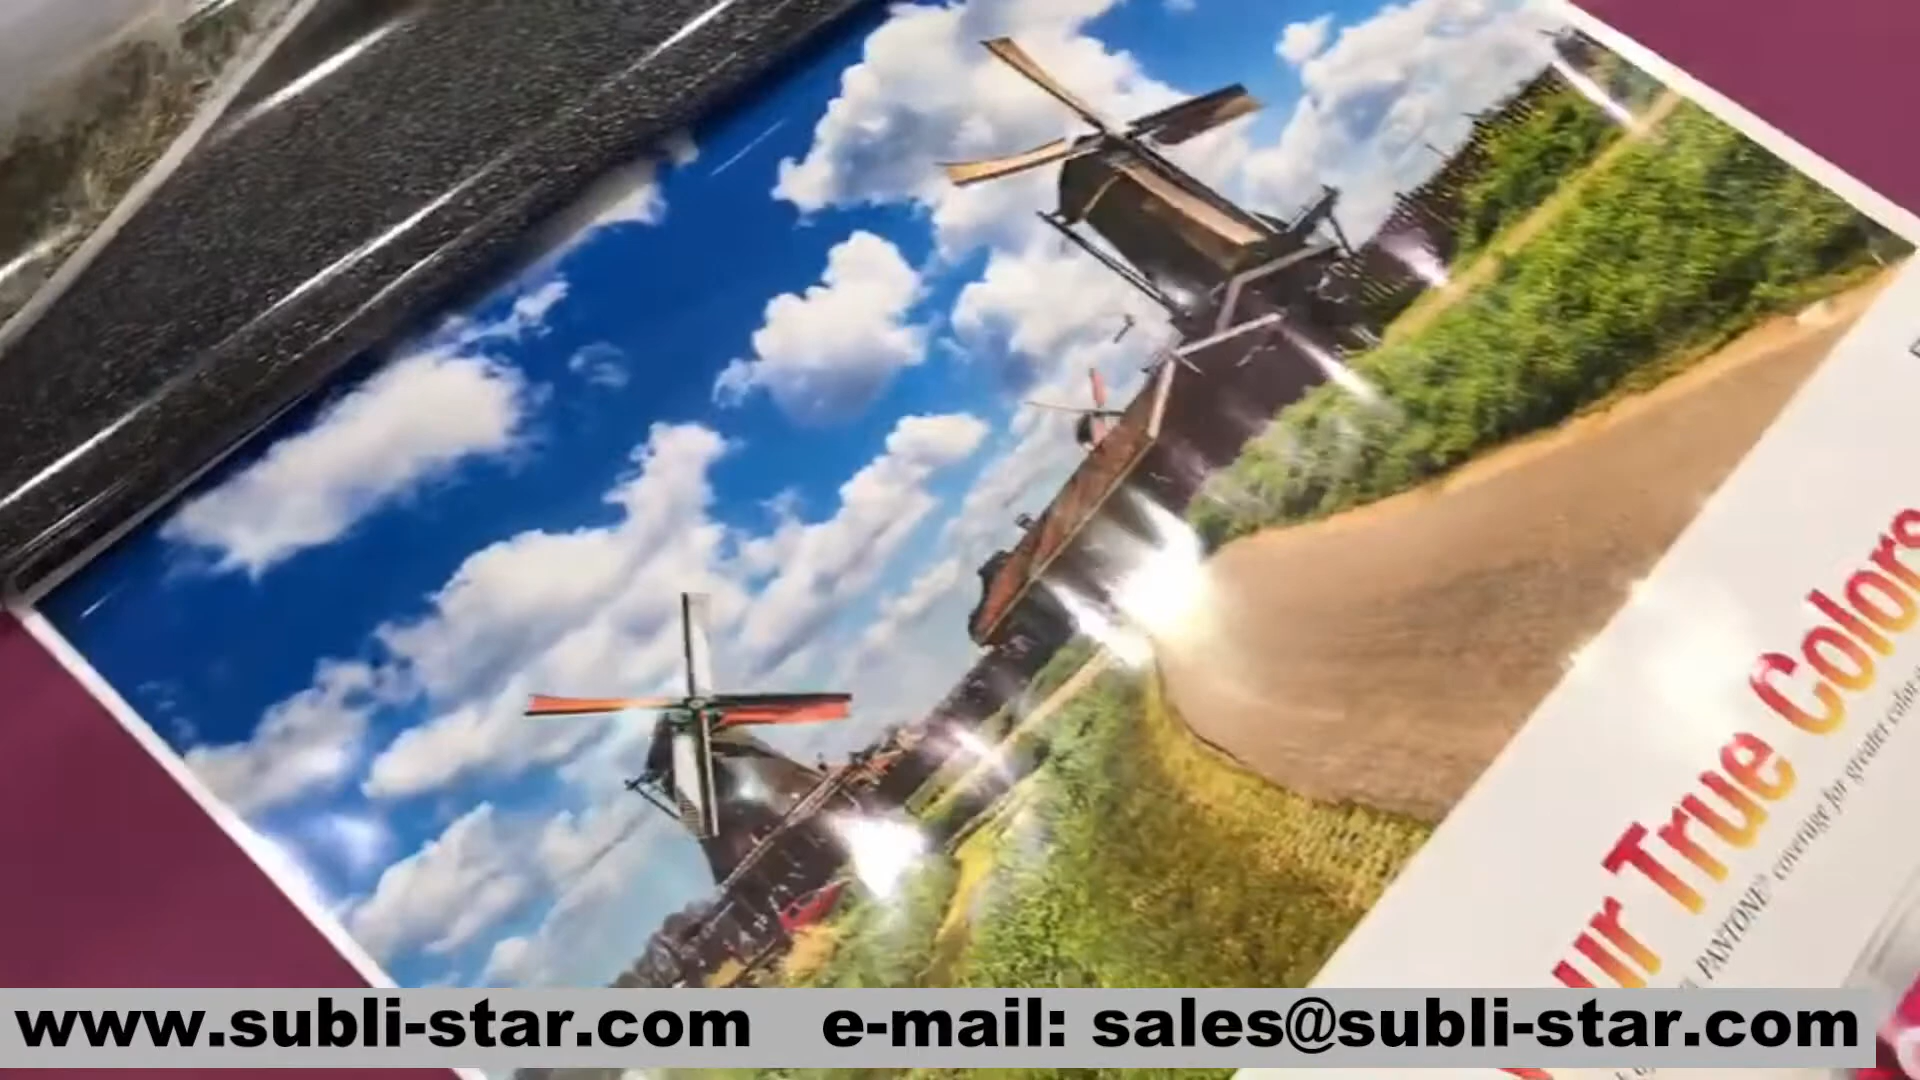 ur True Colors
PANTONE® coverage for greater color
www.subli-star.com e-mail: sales@subli-star.com